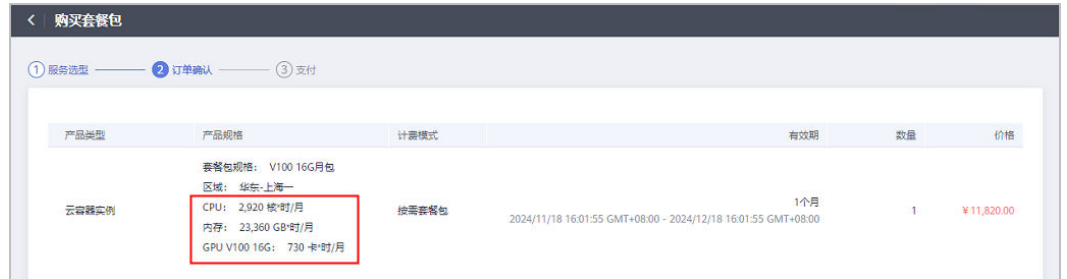 购买套餐包
1 服务选型 2 订单确认 3 支付
产品类型 产品规格 计费模式 有效期 数量 价格
套餐包规格： V100 16G月包
区域： 华东-上海一
云容器实例 CPU： 2,920 核*时/月 按需套餐包 1个月 1 ¥11,820.00
内存： 23,360 GB*时/月 2024/11/18 16:01:55 GMT+08:00 - 2024/12/18 16:01:55 GMT+08:00
GPU V100 16G： 730 卡*时/月